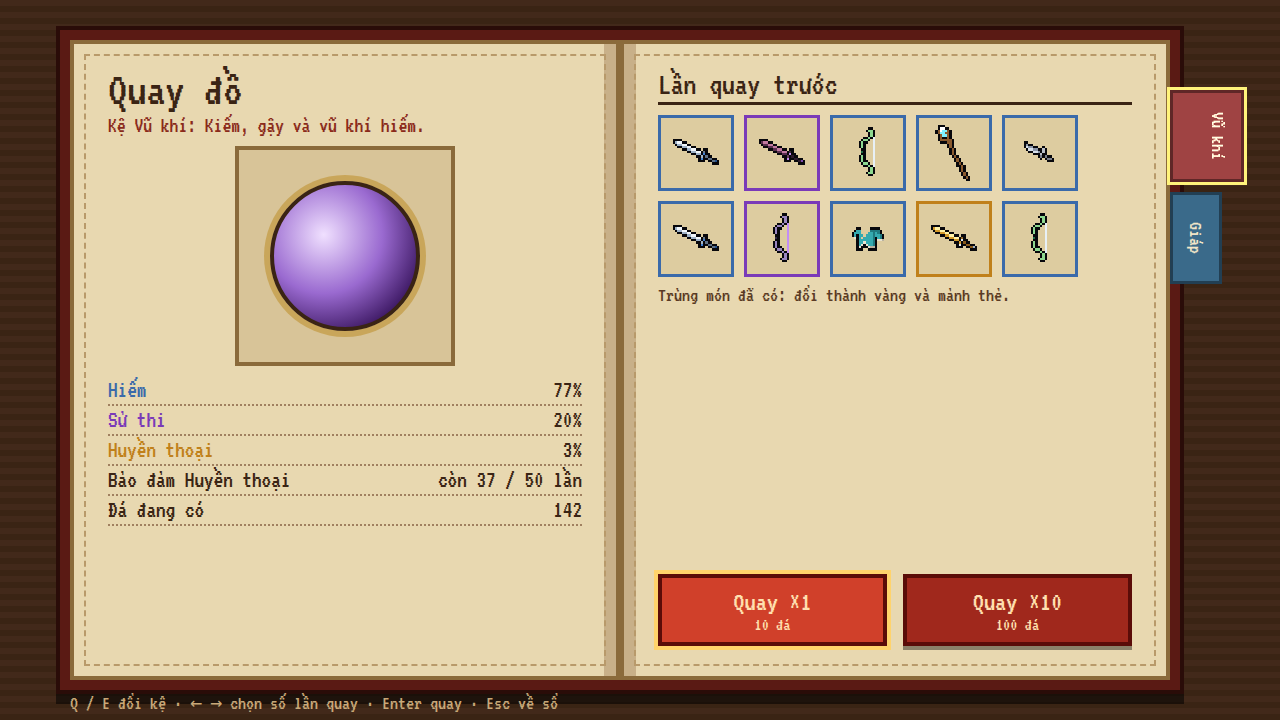 Quay đồ
Kệ Vũ khí: Kiếm, gậy và vũ khí hiếm.
Hiếm 77%
Sử thi 20%
Huyền thoại 3%
Bảo đảm Huyền thoại còn 37 / 50 lần
Đá đang có 142
Lần quay trước
Trùng món đã có: đổi thành vàng và mảnh thẻ.
Quay X1
10 đá
Quay X10
100 đá
Vũ khí
Giáp
Q / E đổi kệ · ← → chọn số lần quay · Enter quay · Esc về sổ